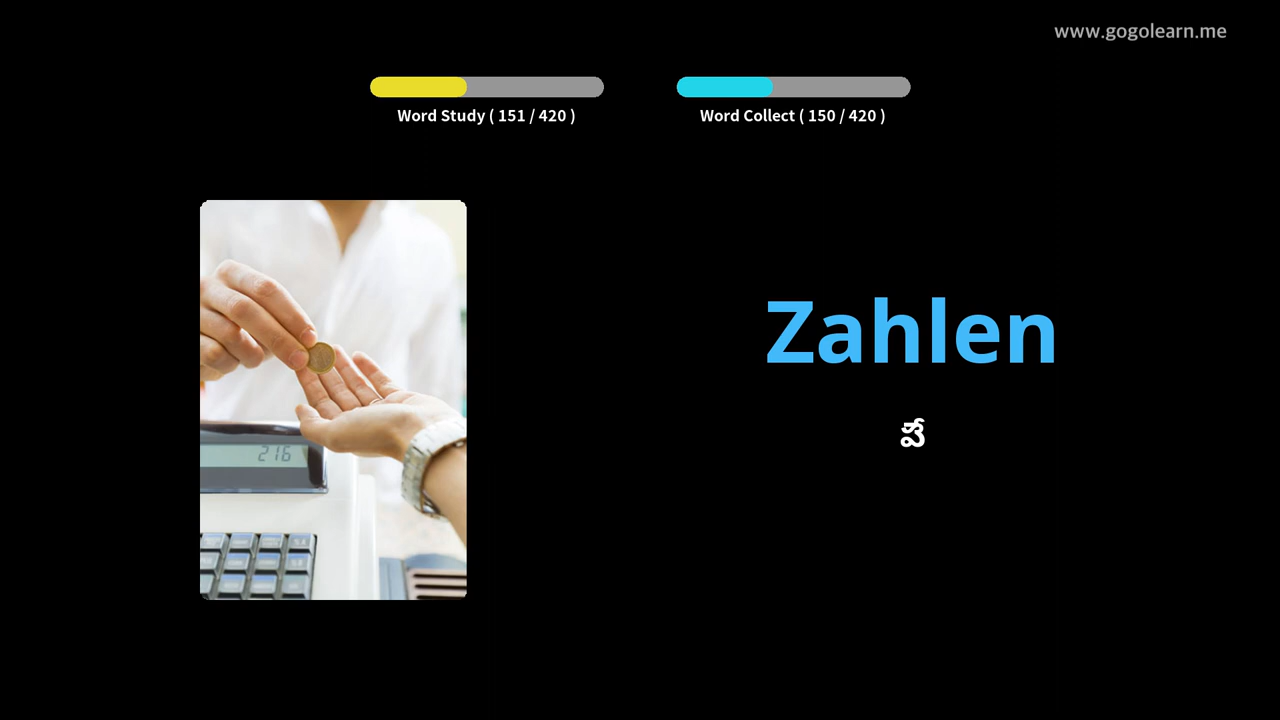 www.gogolearn.me
Word Study ( 151 / 420 )
Word Collect ( 150 / 420 )
Zahlen
పే
216